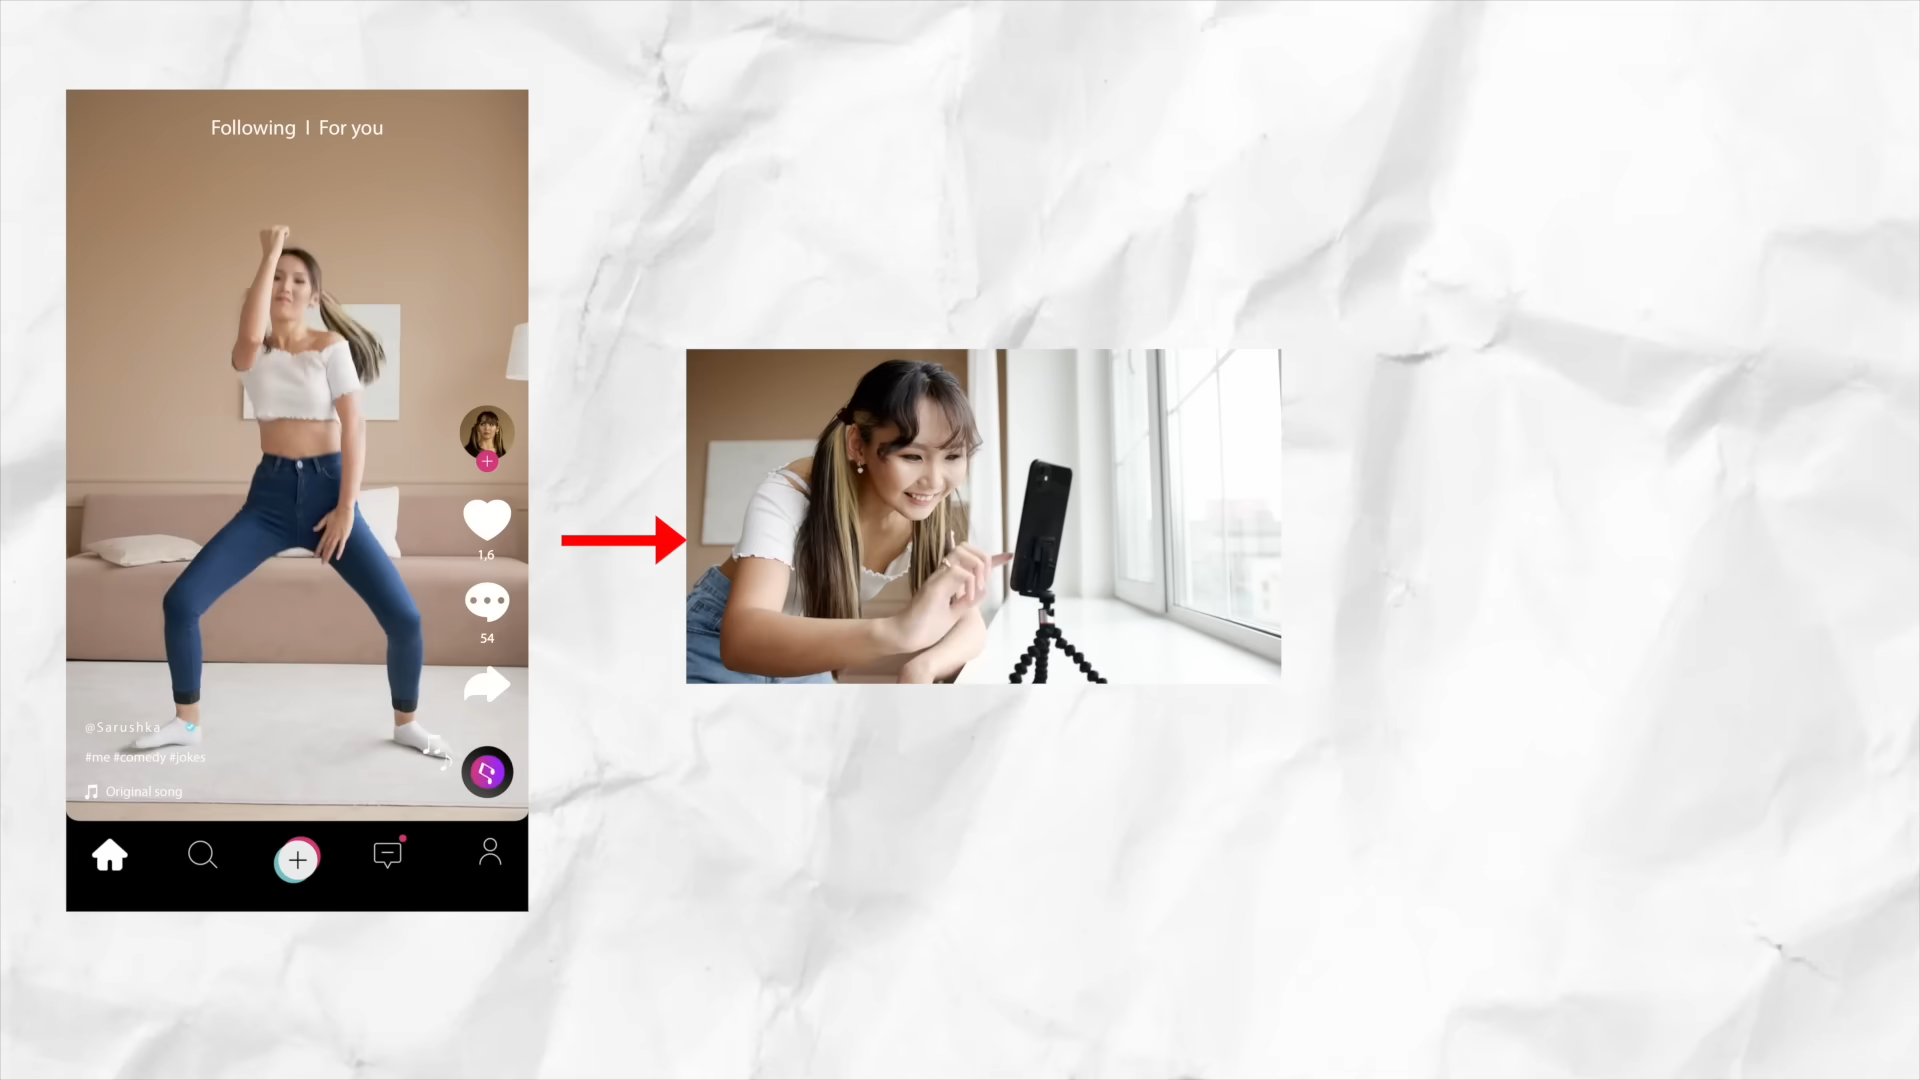 Following | For you
1,6
54
@Sarushka
#me #comedy #jokes
Original song